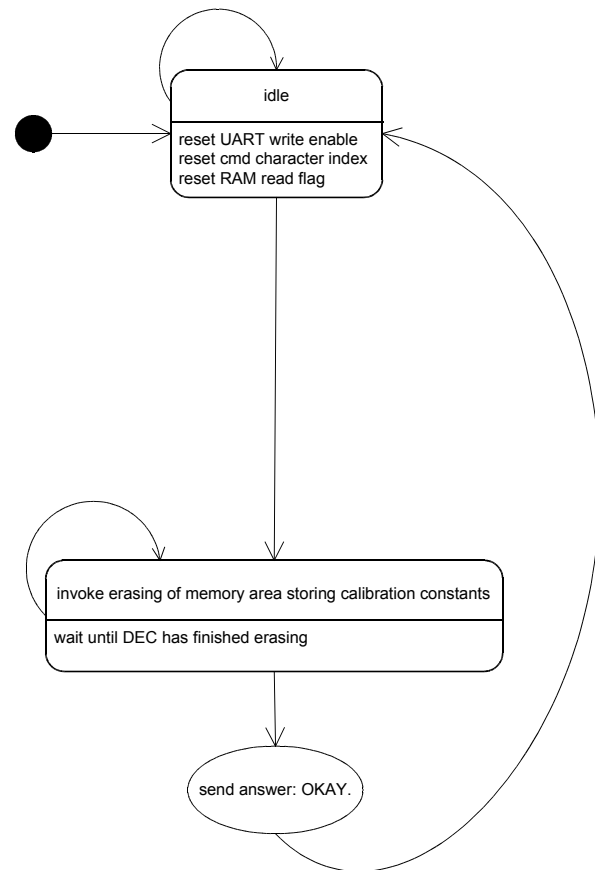 idle
reset UART write enable
reset cmd character index
reset RAM read flag
invoke erasing of memory area storing calibration constants
wait until DEC has finished erasing
send answer: OKAY.